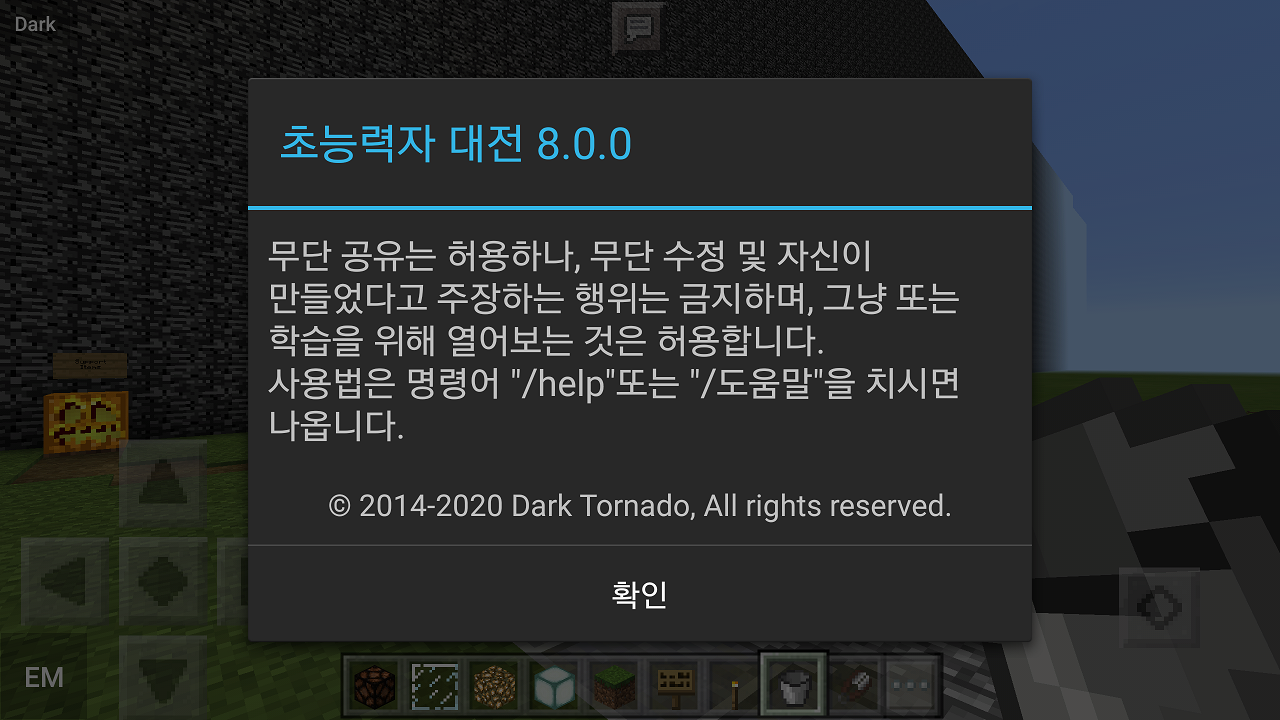 Dark
초능력자 대전 8.0.0
무단 공유는 허용하나, 무단 수정 및 자신이
만들었다고 주장하는 행위는 금지하며, 그냥 또는
학습을 위해 열어보는 것은 허용합니다.
사용법은 명령어 "/help"또는 "/도움말"을 치시면
나옵니다.
Support
Items
© 2014-2020 Dark Tornado, All rights reserved.
확인
EM